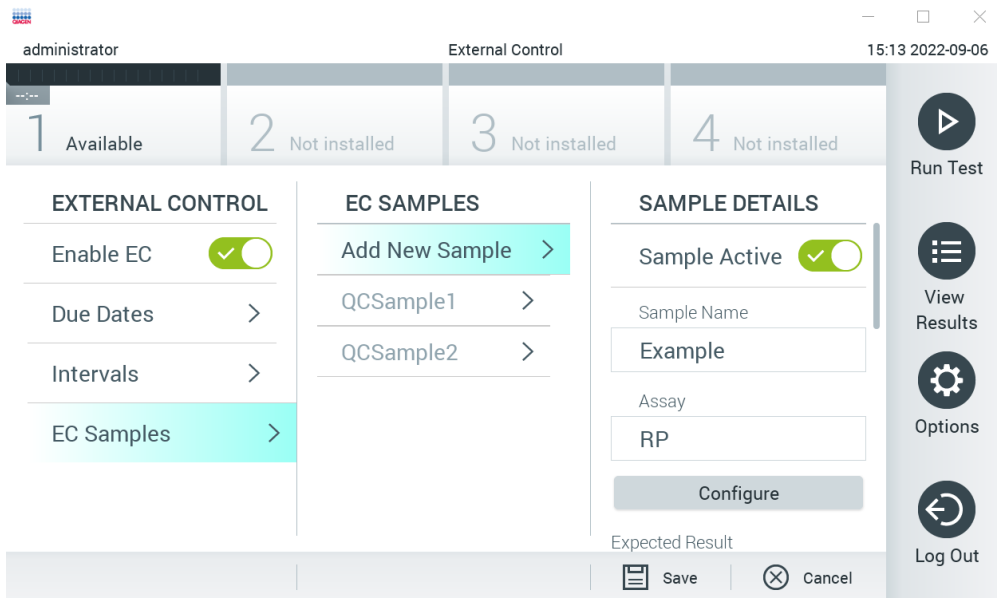 QIAGEN
administrator External Control 15:13 2022-09-06
--:--
1 Available 2 Not installed 3 Not installed 4 Not installed
Run Test
EXTERNAL CONTROL
Enable EC
Due Dates
Intervals
EC Samples
EC SAMPLES
Add New Sample
QCSample1
QCSample2
SAMPLE DETAILS
Sample Active
Sample Name
Example
Assay
RP
Configure
Expected Result
View
Results
Options
Log Out
Save Cancel